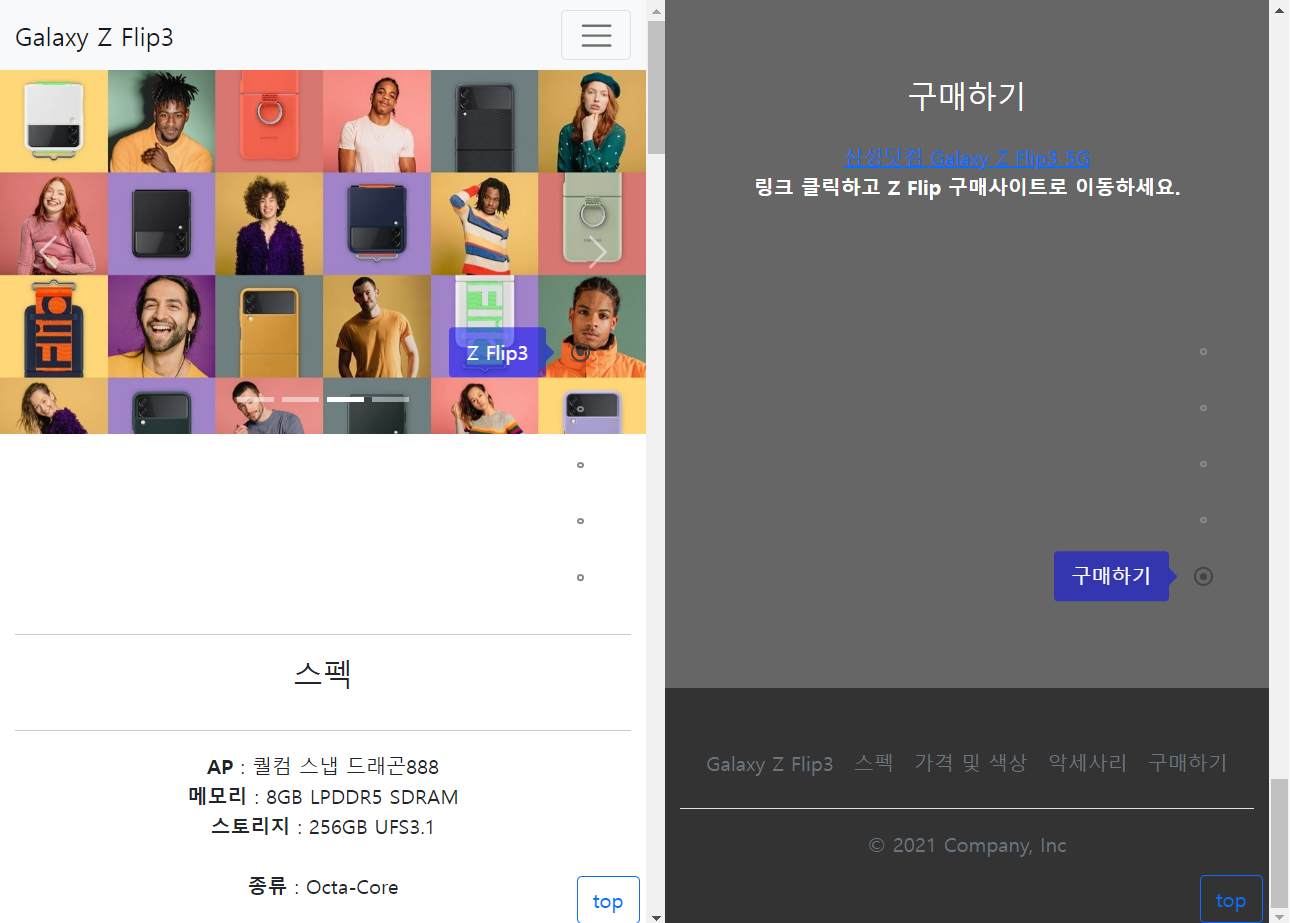 Galaxy Z Flip3
Z Flip3
스펙
AP : 퀄컴 스냅 드래곤888
메모리 : 8GB LPDDR5 SDRAM
스토리지 : 256GB UFS3.1
종류 : Octa-Core
top
구매하기
삼성닷컴 Galaxy Z Flip3 5G
링크 클릭하고 Z Flip 구매사이트로 이동하세요.
구매하기
Galaxy Z Flip3 스펙 가격 및 색상 악세사리 구매하기
© 2021 Company, Inc
top